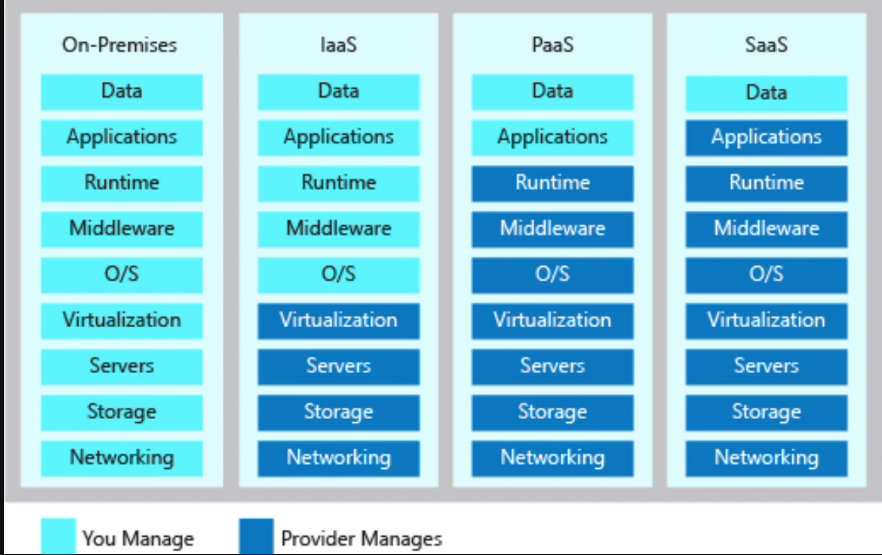 On-Premises
Data
Applications
Runtime
Middleware
O/S
Virtualization
Servers
Storage
Networking
IaaS
Data
Applications
Runtime
Middleware
O/S
Virtualization
Servers
Storage
Networking
PaaS
Data
Applications
Runtime
Middleware
O/S
Virtualization
Servers
Storage
Networking
SaaS
Data
Applications
Runtime
Middleware
O/S
Virtualization
Servers
Storage
Networking
You Manage
Provider Manages